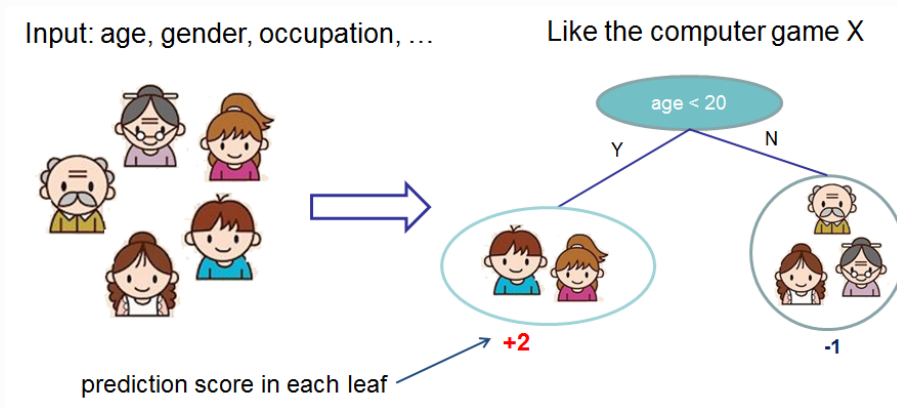 Input: age, gender, occupation, …
Like the computer game X
age < 20
Y
N
+2
-1
prediction score in each leaf